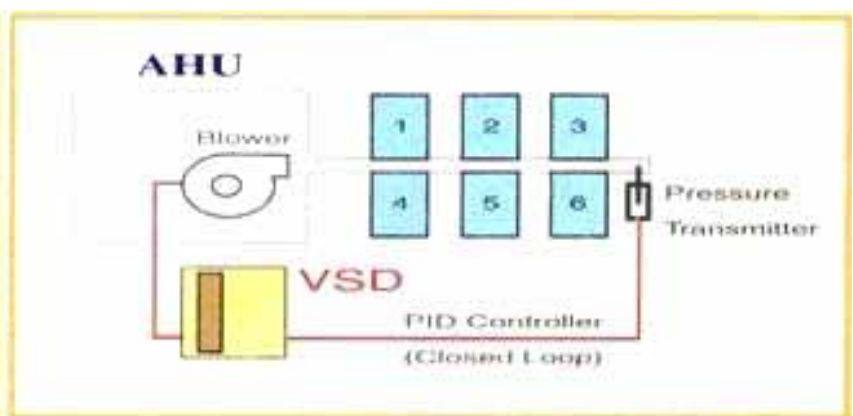 AHU
Blower
1 2 3
4 5 6
Pressure
Transmitter
VSD
PID Controller
(Closed Loop)